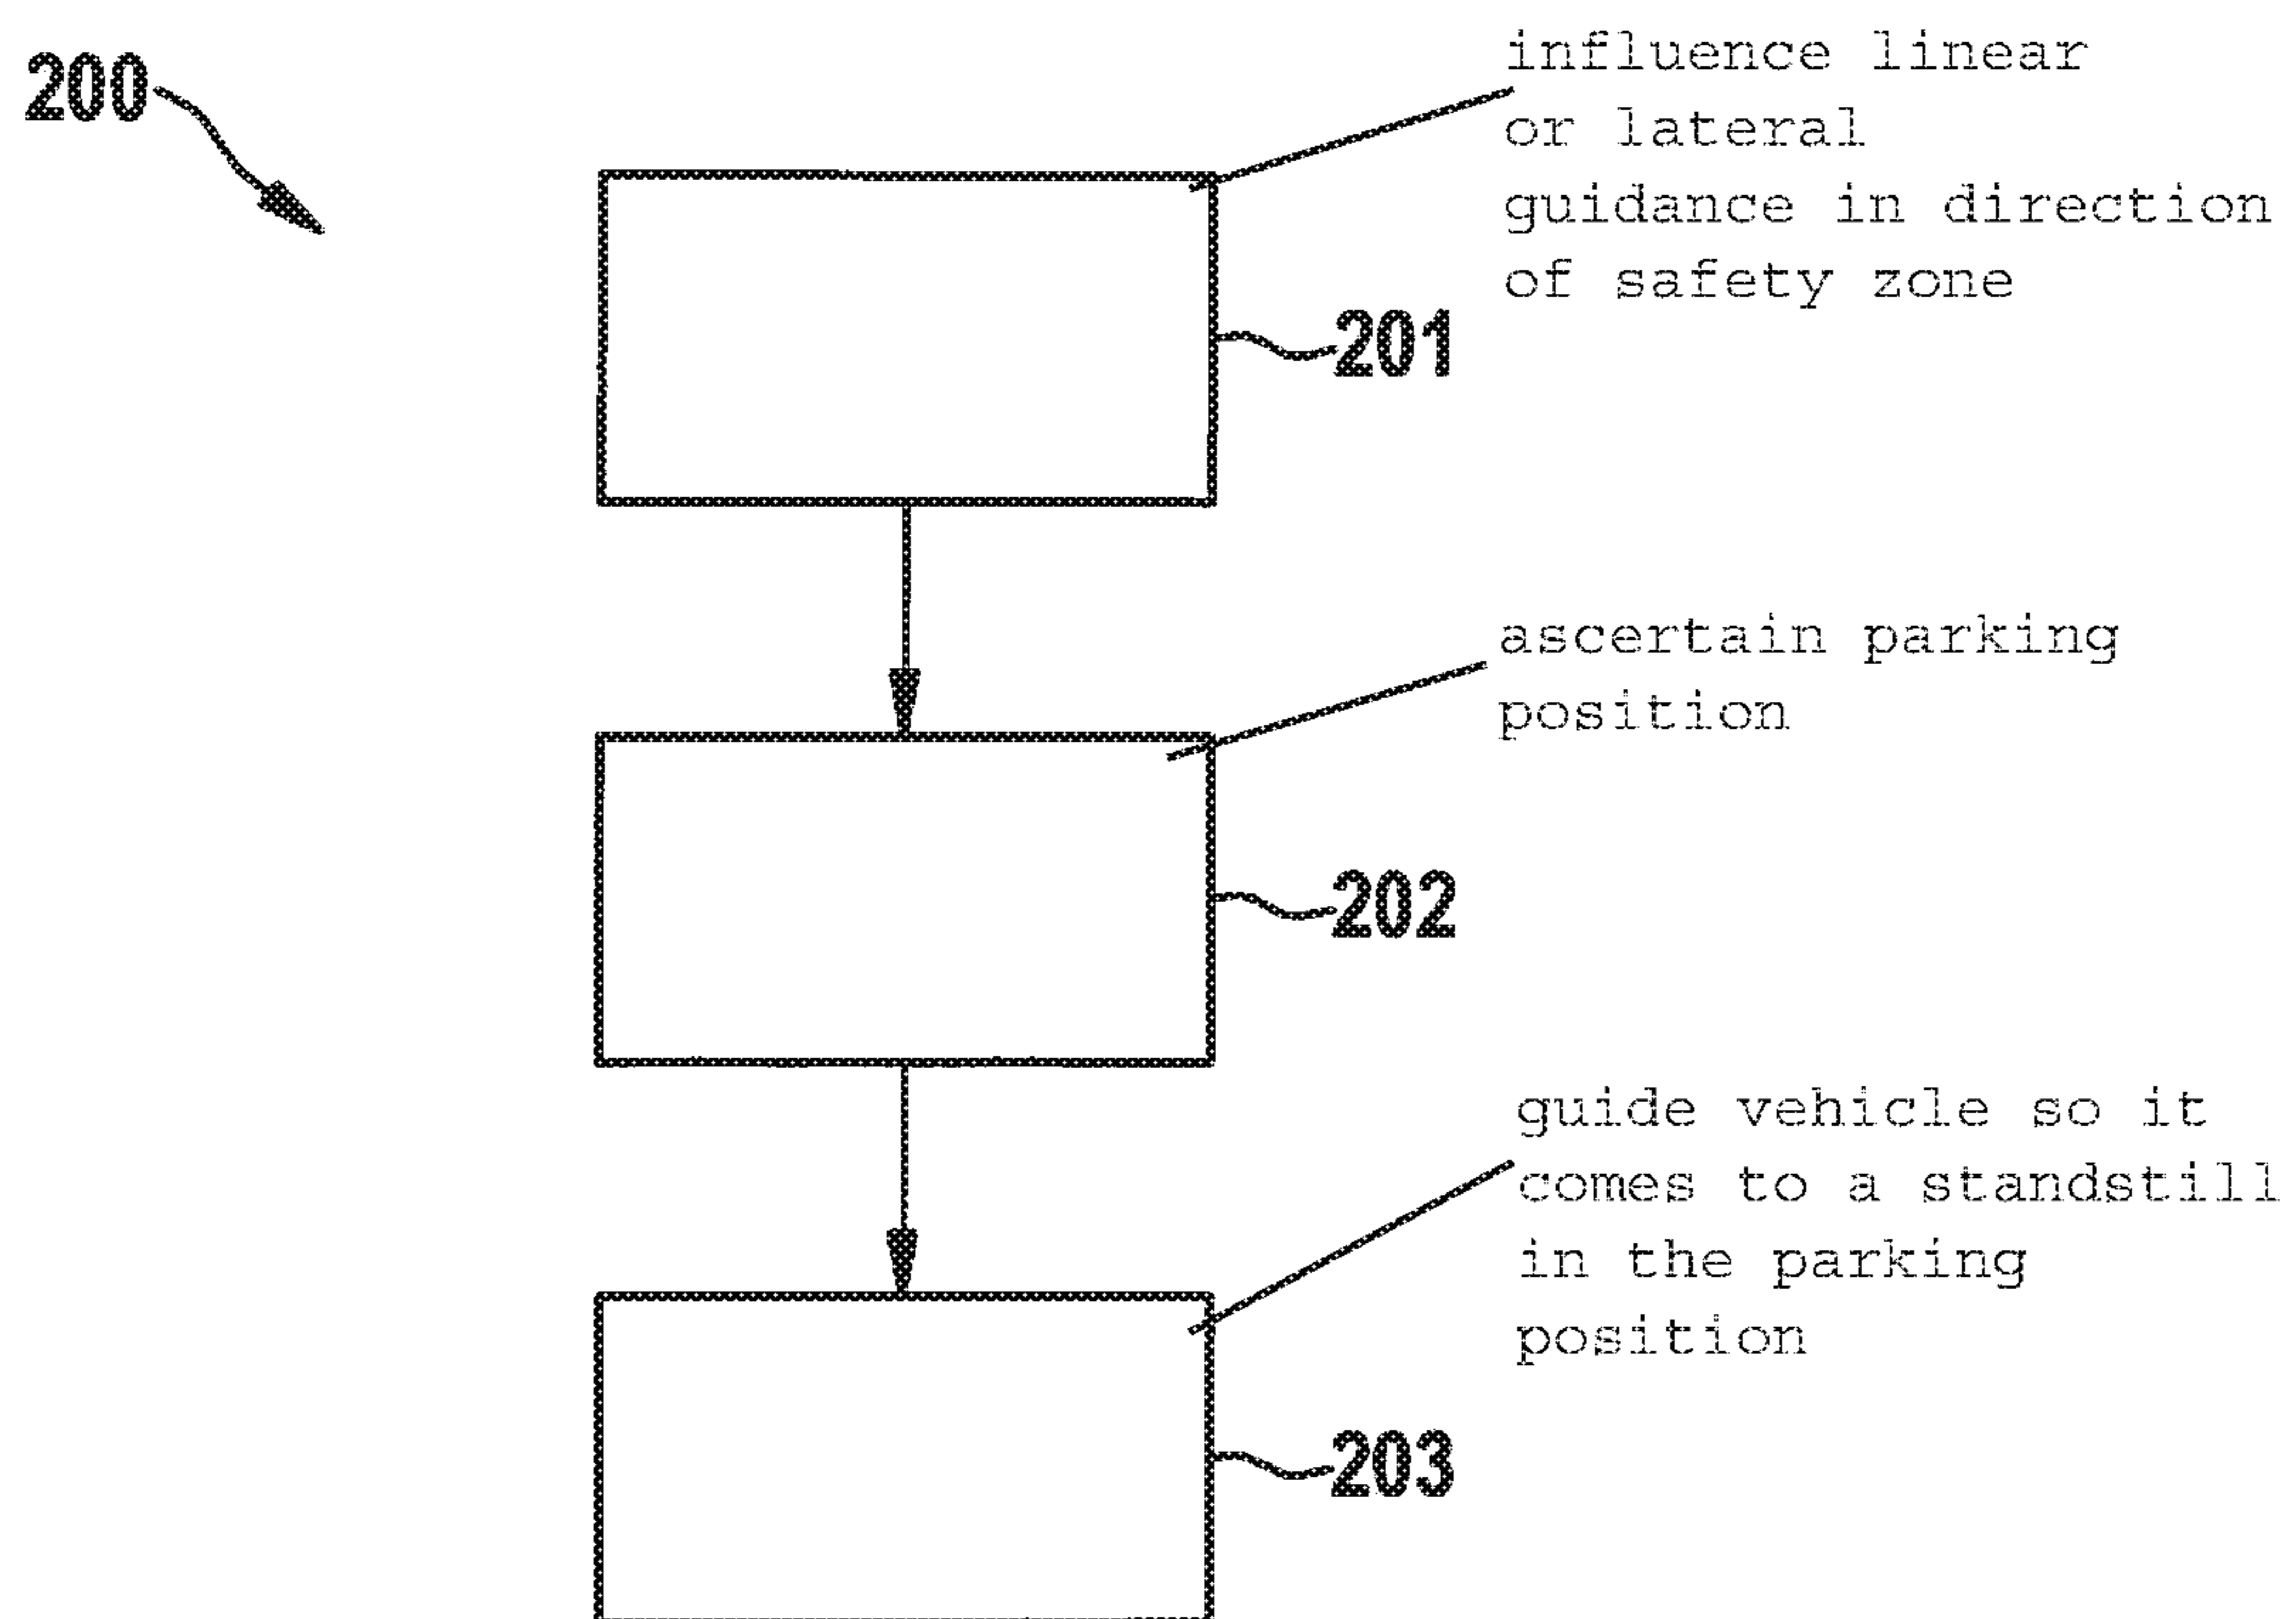 200
influence linear
or lateral
guidance in direction
of safety zone
201
ascertain parking
position
202
guide vehicle so it
comes to a standstill
in the parking
position
203